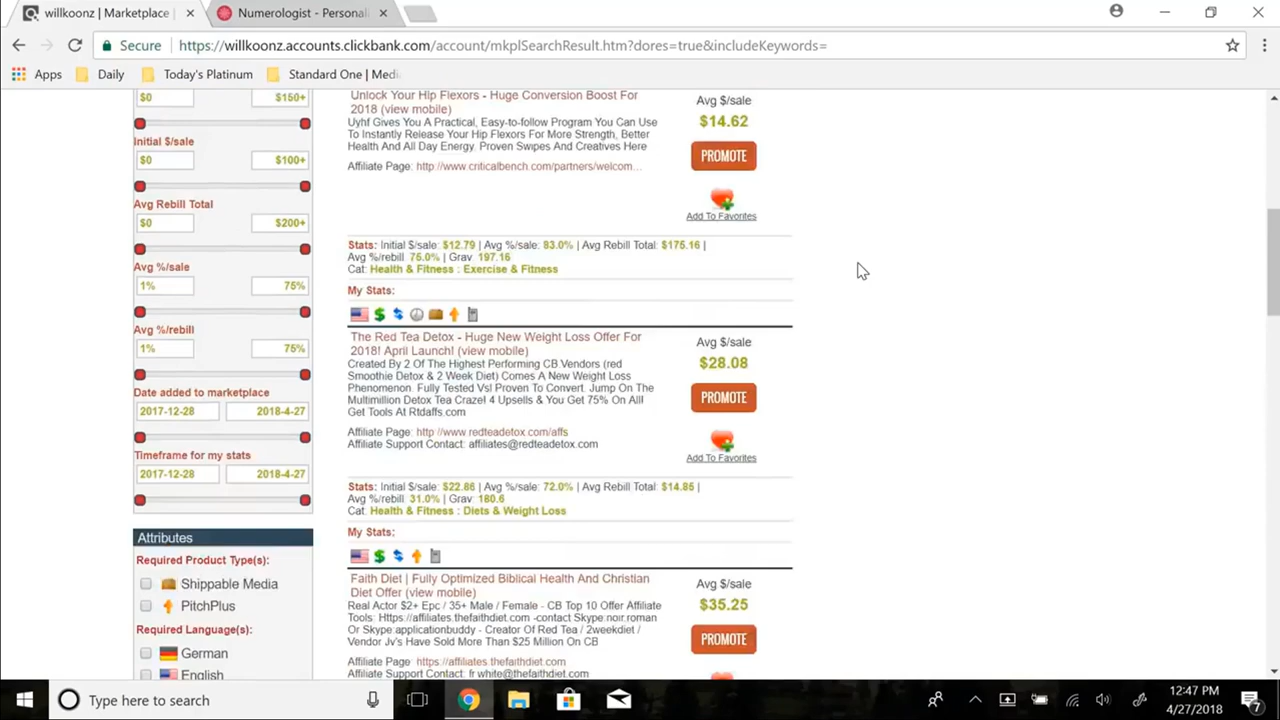 willkoonz | Marketplace
Numerologist - Personali
Secure
https://willkoonz.accounts.clickbank.com/account/mkplSearchResult.htm?dores=true&includeKeywords=
Apps
Daily
Today's Platinum
Standard One | Medi
$0
$150+
Initial $/sale
$0
$100+
Avg Rebill Total
$0
$200+
Avg %/sale
1%
75%
Avg %/rebill
1%
75%
Date added to marketplace
2017-12-28
2018-4-27
Timeframe for my stats
2017-12-28
2018-4-27
Attributes
Required Product Type(s):
Shippable Media
PitchPlus
Required Language(s):
German
English
Unlock Your Hip Flexors - Huge Conversion Boost For
2018 (view mobile)
Uyhf Gives You A Practical, Easy-to-follow Program You Can Use
To Instantly Release Your Hip Flexors For More Strength, Better
Health And All Day Energy. Proven Swipes And Creatives Here
Affiliate Page: http://www.criticalbench.com/partners/welcom...
Avg $/sale
$14.62
PROMOTE
Add To Favorites
Stats: Initial $/sale: $12.79 | Avg %/sale: 83.0% | Avg Rebill Total: $175.16 |
Avg %/rebill: 75.0% | Grav: 197.16
Cat: Health & Fitness : Exercise & Fitness
My Stats:
The Red Tea Detox - Huge New Weight Loss Offer For
2018! April Launch! (view mobile)
Created By 2 Of The Highest Performing CB Vendors (red
Smoothie Detox & 2 Week Diet) Comes A New Weight Loss
Phenomenon. Fully Tested Vsl Proven To Convert. Jump On The
Multimillion Detox Tea Craze! 4 Upsells & You Get 75% On All!
Get Tools At Rtdaffs.com
Affiliate Page: http://www.redteadetox.com/affs
Affiliate Support Contact: affiliates@redteadetox.com
Avg $/sale
$28.08
PROMOTE
Add To Favorites
Stats: Initial $/sale: $22.86 | Avg %/sale: 72.0% | Avg Rebill Total: $14.85 |
Avg %/rebill: 31.0% | Grav: 180.6
Cat: Health & Fitness : Diets & Weight Loss
My Stats:
Faith Diet | Fully Optimized Biblical Health And Christian
Diet Offer (view mobile)
Real Actor $2+ Epc / 35+ Male / Female - CB Top 10 Offer Affiliate
Tools: Https://affiliates.thefaithdiet.com -contact Skype:noir.roman
Or Skype:applicationbuddy - Creator Of Red Tea / 2weekdiet /
Vendor Jv's Have Sold More Than $25 Million On CB
Affiliate Page: https://affiliates.thefaithdiet.com
Affiliate Support Contact: fr.white@thefaithdiet.com
Avg $/sale
$35.25
PROMOTE
Type here to search
12:47 PM
4/27/2018
7